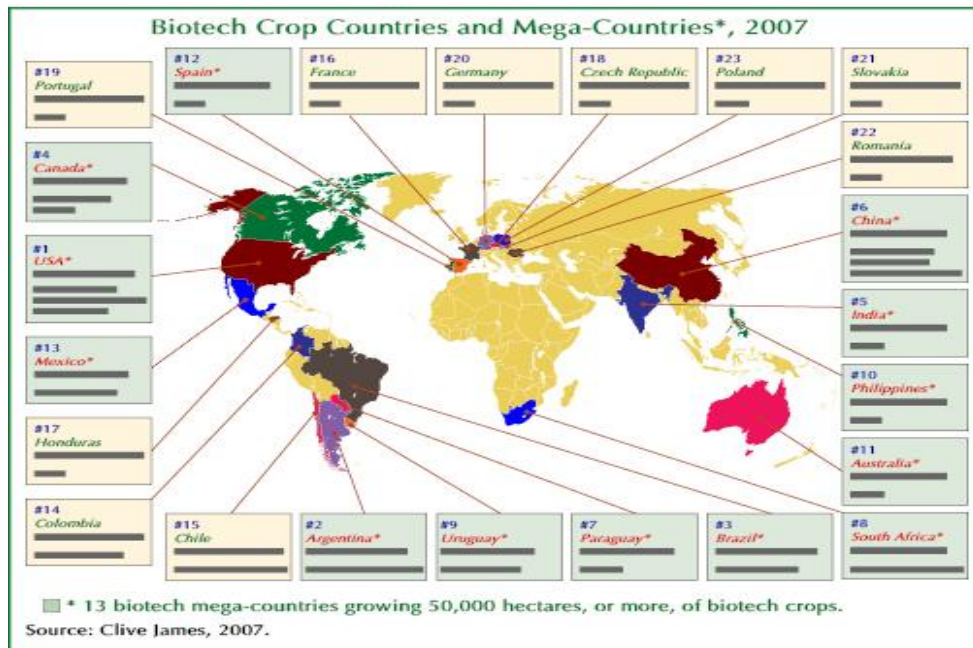 Biotech Crop Countries and Mega-Countries*, 2007
#19
Portugal
#12
Spain*
#16
France
#20
Germany
#18
Czech Republic
#23
Poland
#21
Slovakia
#4
Canada*
#22
Romania
#1
USA*
#6
China*
#13
Mexico*
#5
India*
#17
Honduras
#10
Philippines*
#14
Colombia
#11
Australia*
#15
Chile
#2
Argentina*
#9
Uruguay*
#7
Paraguay*
#3
Brazil*
#8
South Africa*
* 13 biotech mega-countries growing 50,000 hectares, or more, of biotech crops.
Source: Clive James, 2007.